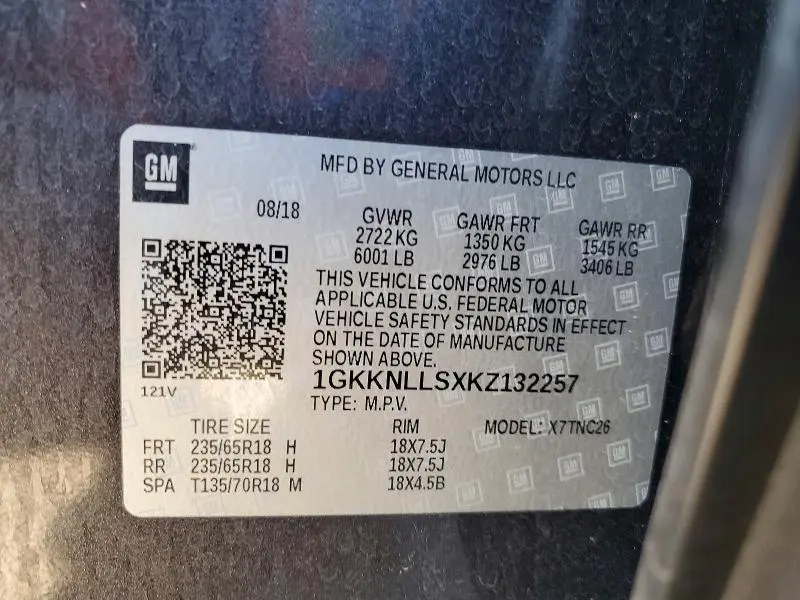 GM
MFD BY GENERAL MOTORS LLC
08/18
GVWR GAWR FRT GAWR RR
2722 KG 1350 KG 1545 KG
6001 LB 2976 LB 3406 LB
THIS VEHICLE CONFORMS TO ALL
APPLICABLE U.S. FEDERAL MOTOR
VEHICLE SAFETY STANDARDS IN EFFECT
ON THE DATE OF MANUFACTURE
SHOWN ABOVE.
1GKKNLLSXKZ132257
121V
TYPE: M.P.V.
TIRE SIZE RIM MODEL: X7TNC26
FRT 235/65R18 H 18X7.5J
RR 235/65R18 H 18X7.5J
SPA T135/70R18 M 18X4.5B